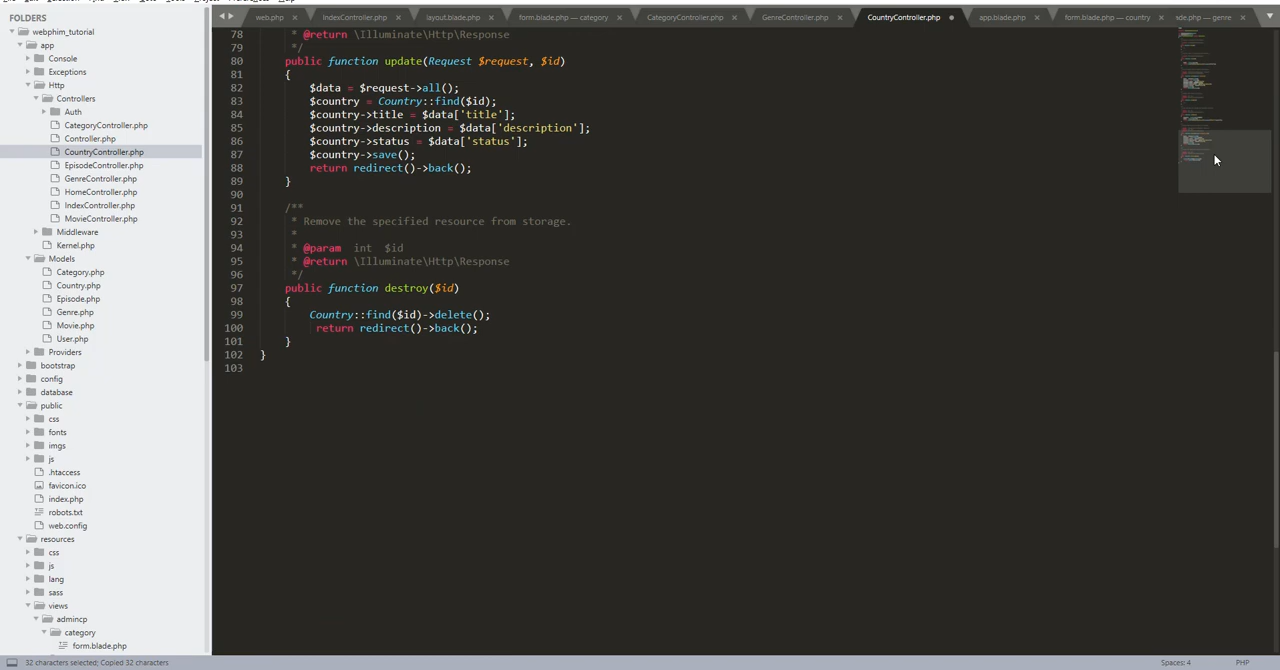 FOLDERS
webphim_tutorial
app
Console
Exceptions
Http
Controllers
Auth
CategoryController.php
Controller.php
CountryController.php
EpisodeController.php
GenreController.php
HomeController.php
IndexController.php
MovieController.php
Middleware
Kernel.php
Models
Category.php
Country.php
Episode.php
Genre.php
Movie.php
User.php
Providers
bootstrap
config
database
public
css
fonts
imgs
js
.htaccess
favicon.ico
index.php
robots.txt
web.config
resources
css
js
lang
sass
views
admincp
category
form.blade.php
web.php
IndexController.php
layout.blade.php
form.blade.php — category
CategoryController.php
GenreController.php
CountryController.php
app.blade.php
form.blade.php — country
de.php — genre
78 * @return \Illuminate\Http\Response
79 */
80 public function update(Request $request, $id)
81 {
82 $data = $request->all();
83 $country = Country::find($id);
84 $country->title = $data['title'];
85 $country->description = $data['description'];
86 $country->status = $data['status'];
87 $country->save();
88 return redirect()->back();
89 }
90
91 /**
92 * Remove the specified resource from storage.
93 *
94 * @param  int  $id
95 * @return \Illuminate\Http\Response
96 */
97 public function destroy($id)
98 {
99 Country::find($id)->delete();
100 return redirect()->back();
101 }
102 }
103
32 characters selected; Copied 32 characters
Spaces: 4
PHP